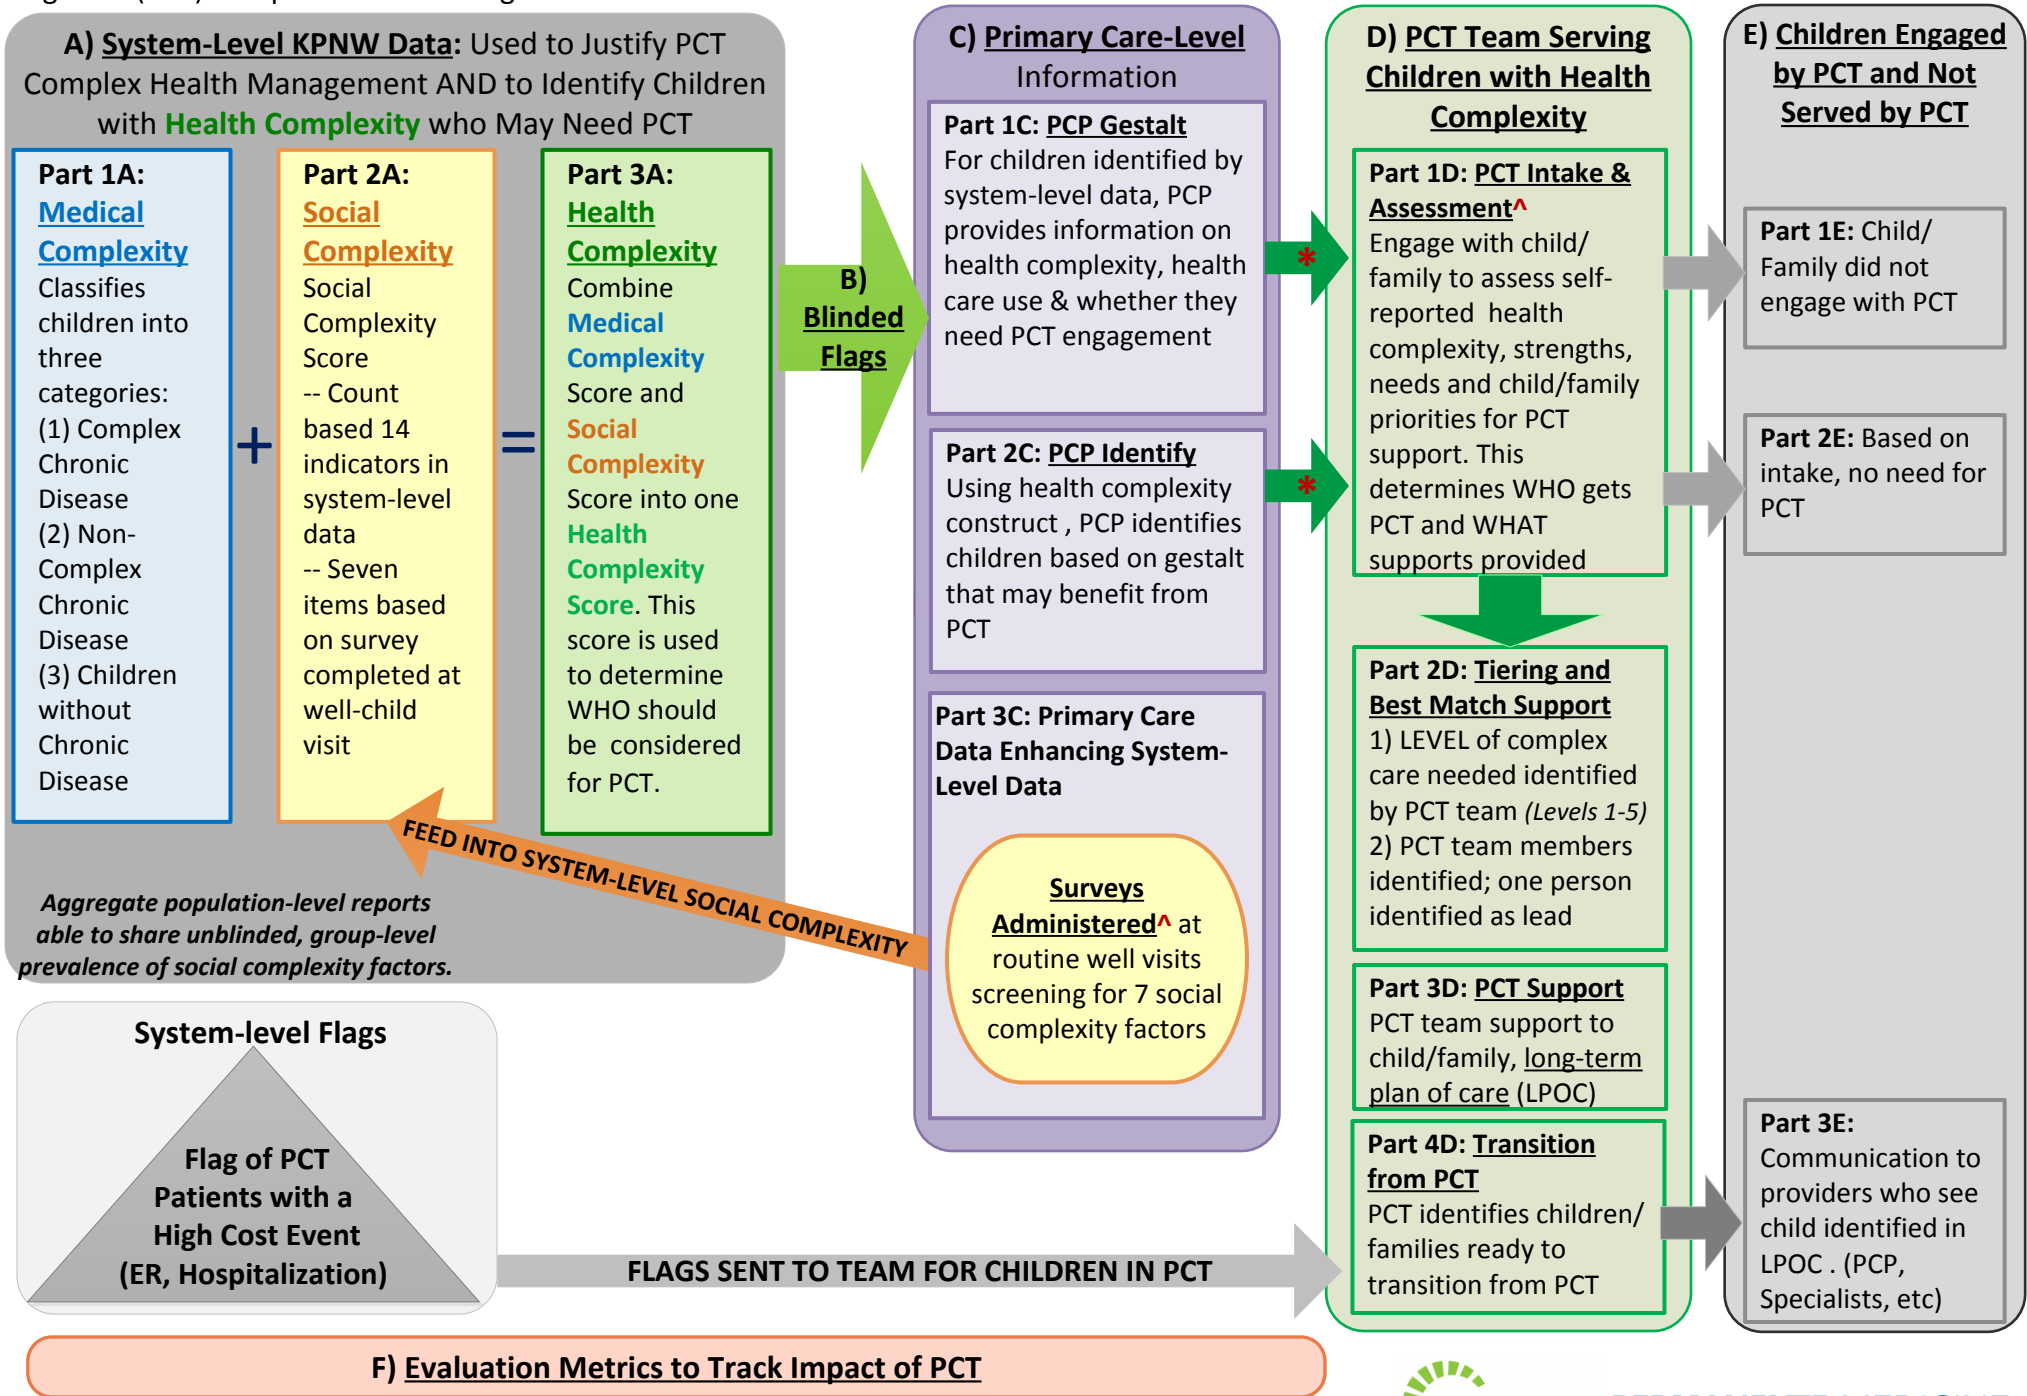 A) System-Level KPNW Data: Used to Justify PCT
Complex Health Management AND to Identify Children
with Health Complexity who May Need PCT
Part 1A:
Medical
Complexity
Classifies
children into
three
categories:
(1) Complex
Chronic
Disease
(2) Non-
Complex
Chronic
Disease
(3) Children
without
Chronic
Disease
+
Part 2A:
Social
Complexity
Social
Complexity
Score
-- Count
based 14
indicators in
system-level
data
-- Seven
items based
on survey
completed at
well-child
visit
=
Part 3A:
Health
Complexity
Combine
Medical
Complexity
Score and
Social
Complexity
Score into one
Health
Complexity
Score. This
score is used
to determine
WHO should
be considered
for PCT.
Aggregate population-level reports
able to share unblinded, group-level
prevalence of social complexity factors.
FEED INTO SYSTEM-LEVEL SOCIAL COMPLEXITY
B)
Blinded
Flags
C) Primary Care-Level
Information
Part 1C: PCP Gestalt
For children identified by
system-level data, PCP
provides information on
health complexity, health
care use & whether they
need PCT engagement
*
Part 2C: PCP Identify
Using health complexity
construct , PCP identifies
children based on gestalt
that may benefit from
PCT
*
Part 3C: Primary Care
Data Enhancing System-
Level Data
Surveys
Administered^ at
routine well visits
screening for 7 social
complexity factors
D) PCT Team Serving
Children with Health
Complexity
Part 1D: PCT Intake &
Assessment^
Engage with child/
family to assess self-
reported health
complexity, strengths,
needs and child/family
priorities for PCT
support. This
determines WHO gets
PCT and WHAT
supports provided
Part 2D: Tiering and
Best Match Support
1) LEVEL of complex
care needed identified
by PCT team (Levels 1-5)
2) PCT team members
identified; one person
identified as lead
Part 3D: PCT Support
PCT team support to
child/family, long-term
plan of care (LPOC)
Part 4D: Transition
from PCT
PCT identifies children/
families ready to
transition from PCT
E) Children Engaged
by PCT and Not
Served by PCT
Part 1E: Child/
Family did not
engage with PCT
Part 2E: Based on
intake, no need for
PCT
Part 3E:
Communication to
providers who see
child identified in
LPOC . (PCP,
Specialists, etc)
System-level Flags
Flag of PCT
Patients with a
High Cost Event
(ER, Hospitalization)
FLAGS SENT TO TEAM FOR CHILDREN IN PCT
F) Evaluation Metrics to Track Impact of PCT